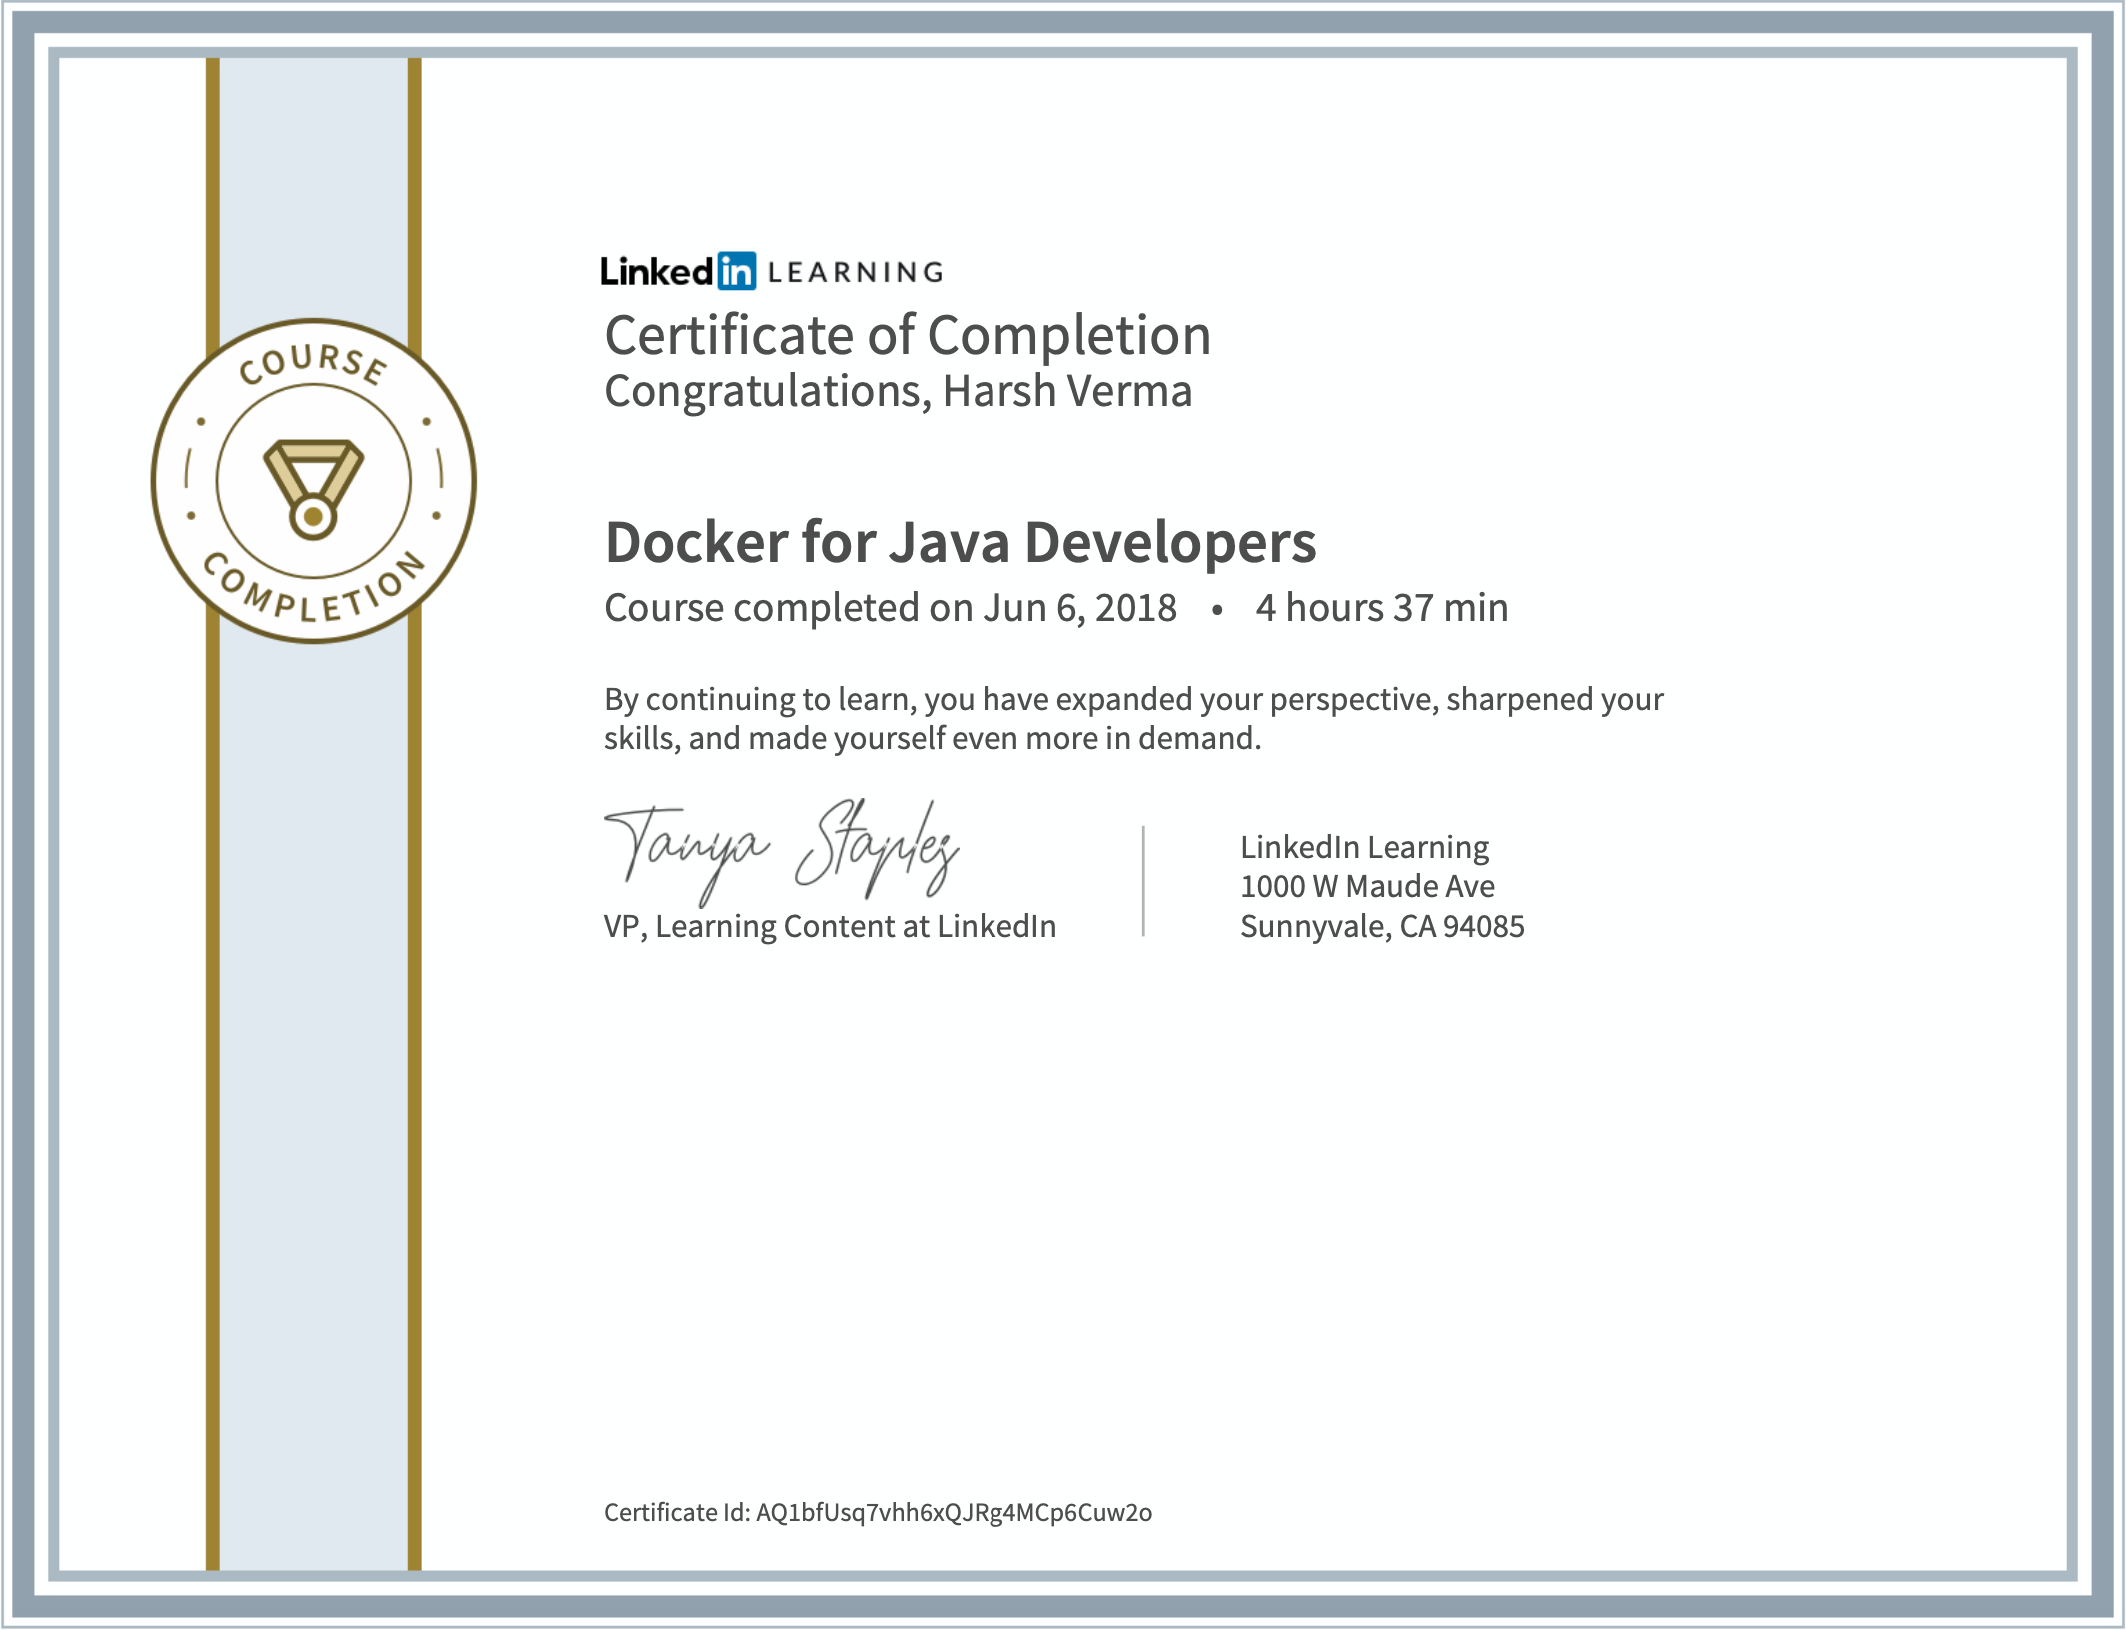 COURSE
COMPLETION
Linked in LEARNING
Certificate of Completion
Congratulations, Harsh Verma
Docker for Java Developers
Course completed on Jun 6, 2018 • 4 hours 37 min
By continuing to learn, you have expanded your perspective, sharpened your
skills, and made yourself even more in demand.
Tanya Staples
VP, Learning Content at LinkedIn
LinkedIn Learning
1000 W Maude Ave
Sunnyvale, CA 94085
Certificate Id: AQ1bfUsq7vhh6xQJRg4MCp6Cuw2o